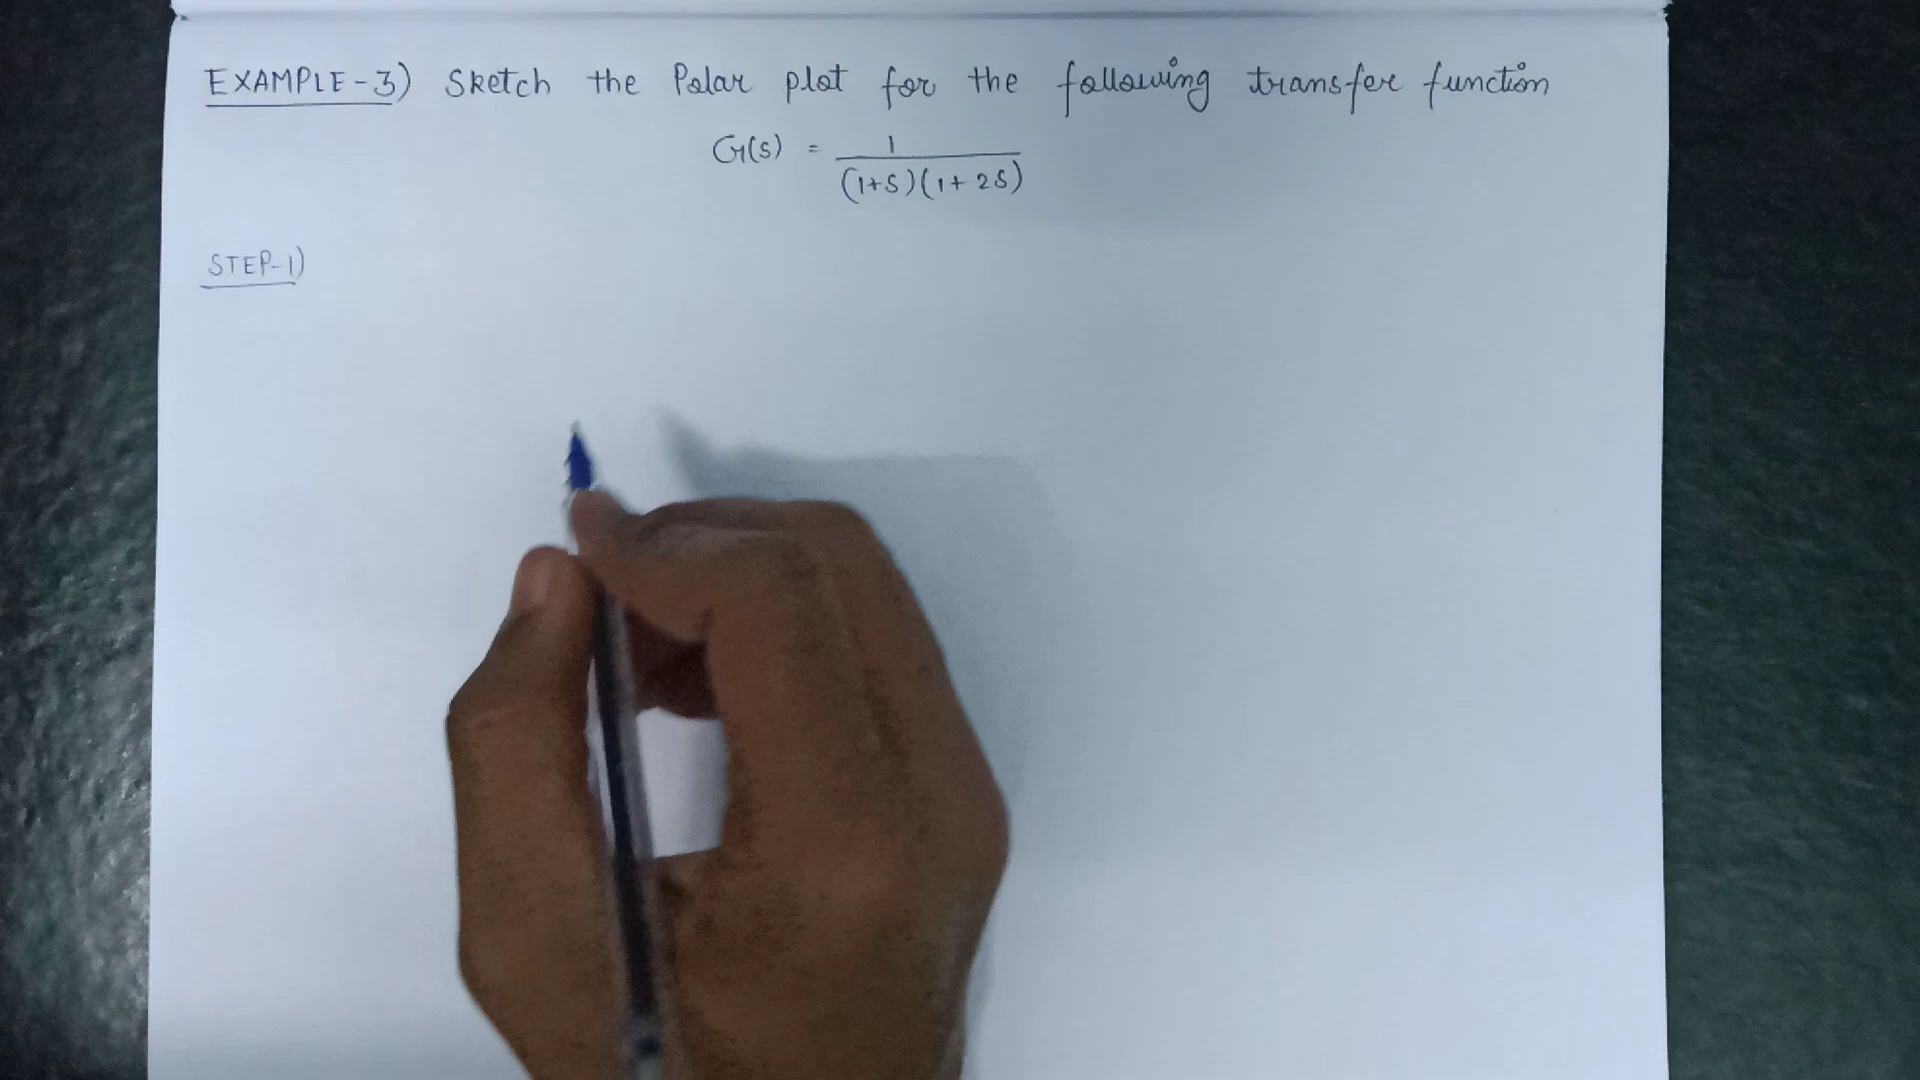 EXAMPLE-3) Sketch the Polar plot for the following transfer function
G(s) = 1 / (1+S)(1+2S)
STEP-1)